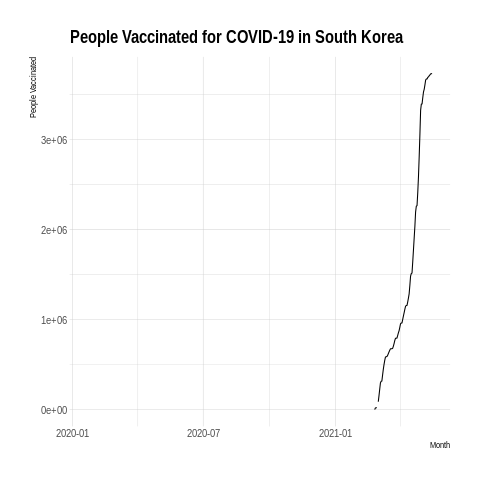 People Vaccinated for COVID-19 in South Korea
People Vaccinated
3e+06
2e+06
1e+06
0e+00
2020-01 2020-07 2021-01
Month